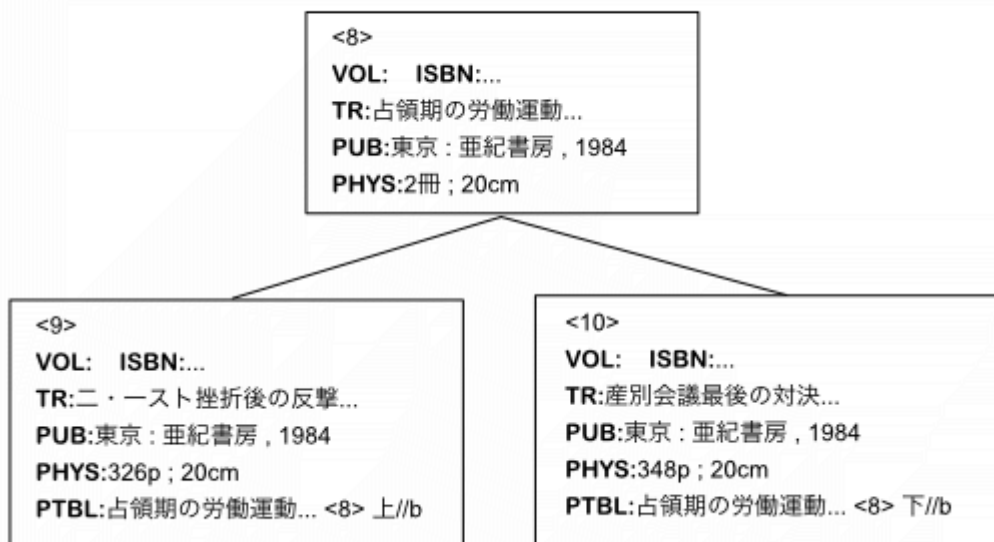 <8>
VOL: ISBN:...
TR:占領期の労働運動...
PUB:東京 : 亜紀書房 , 1984
PHYS:2冊 ; 20cm
<9>
VOL: ISBN:...
TR:二・一スト挫折後の反撃...
PUB:東京 : 亜紀書房 , 1984
PHYS:326p ; 20cm
PTBL:占領期の労働運動... <8> 上//b
<10>
VOL: ISBN:...
TR:産別会議最後の対決...
PUB:東京 : 亜紀書房 , 1984
PHYS:348p ; 20cm
PTBL:占領期の労働運動... <8> 下//b